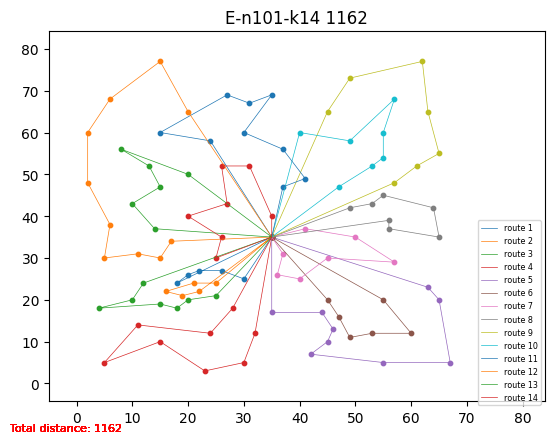 E-n101-k14 1162
80
70
60
50
40
30
20
10
0
0
10
20
30
40
50
60
70
80
route 1
route 2
route 3
route 4
route 5
route 6
route 7
route 8
route 9
route 10
route 11
route 12
route 13
route 14
Total distance: 1162